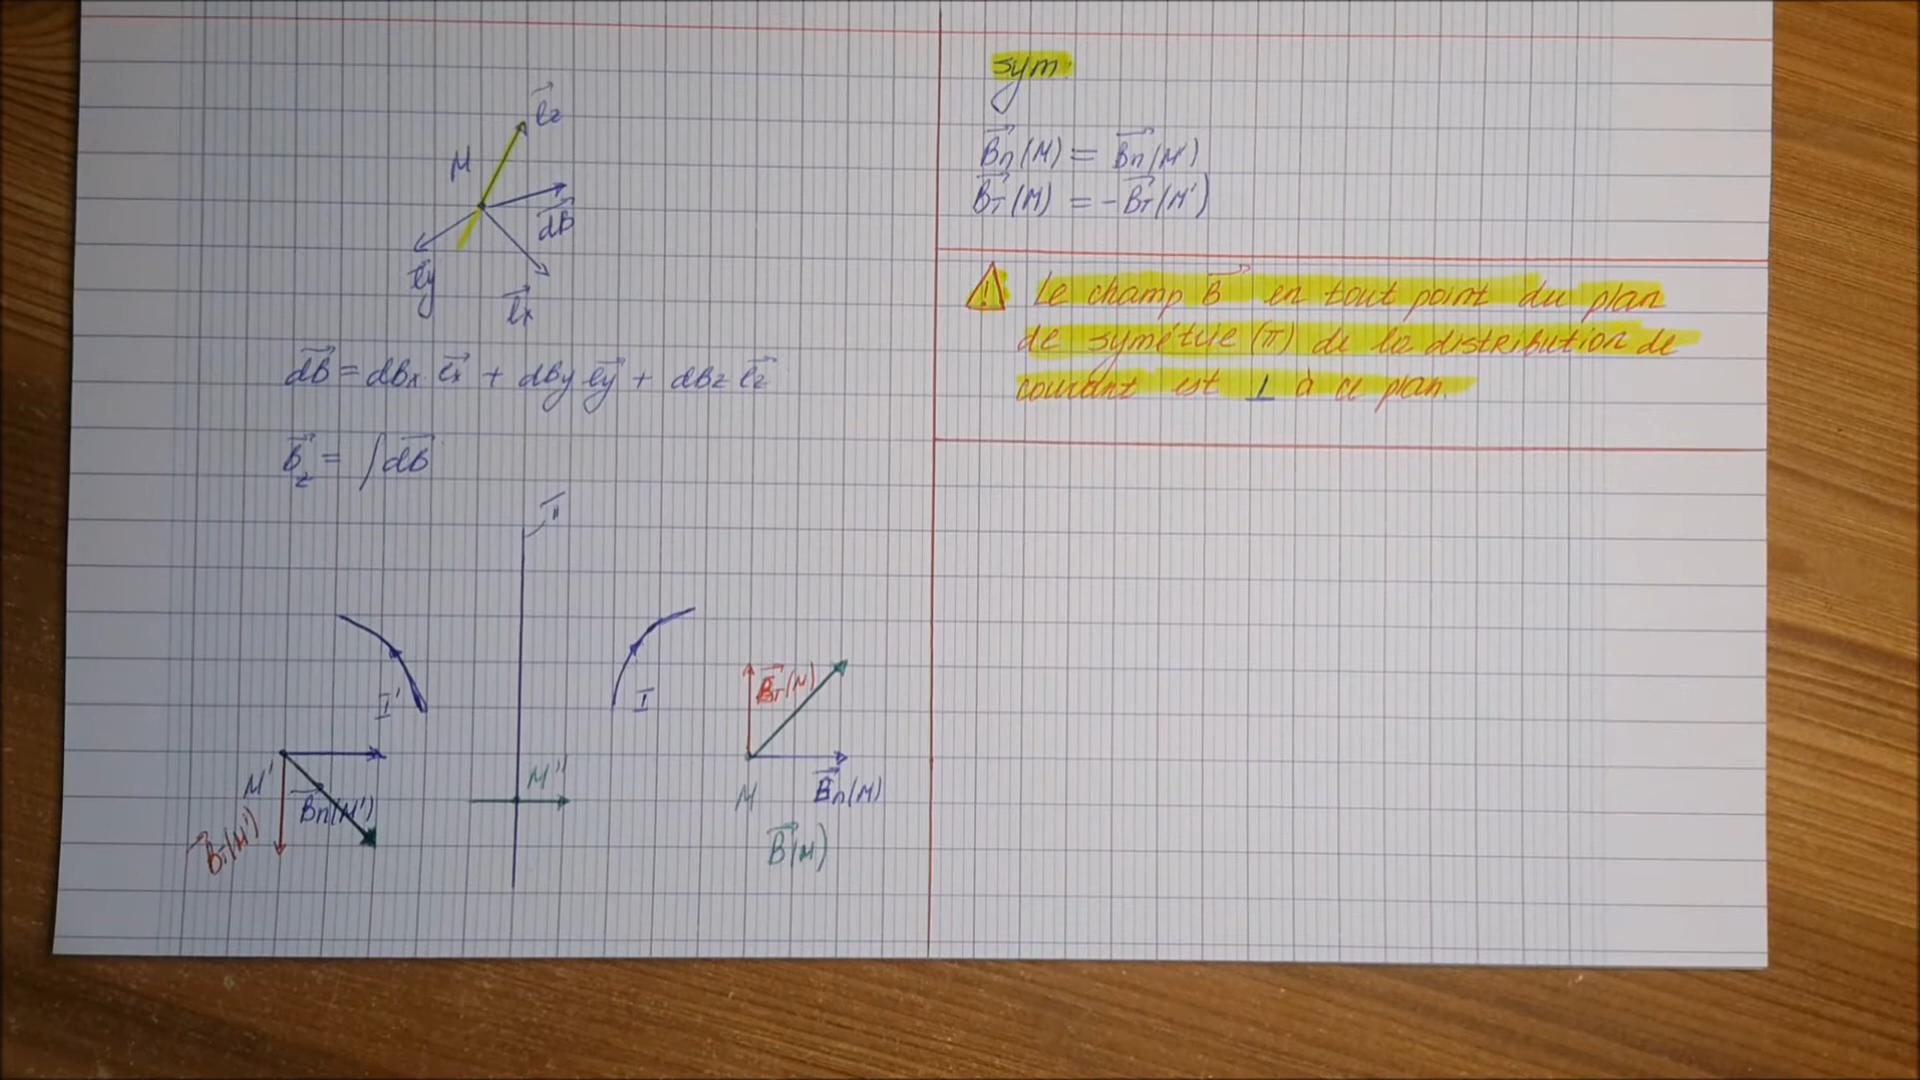 e⃗z
M
dB⃗
e⃗y
e⃗x
dB⃗ = dBx e⃗x + dBy e⃗y + dBz e⃗z
B⃗z = ∫dB⃗
π
I'
I
B⃗T(M)
M'
M''
B⃗n(M')
B⃗T(M')
M
B⃗n(M)
B⃗(M)
sym.
B⃗n(M) = B⃗n(M')
B⃗T(M) = -B⃗T(M')
! Le champ B⃗ en tout point du plan
de symétrie (π) de la distribution de
courant est ⊥ à ce plan.